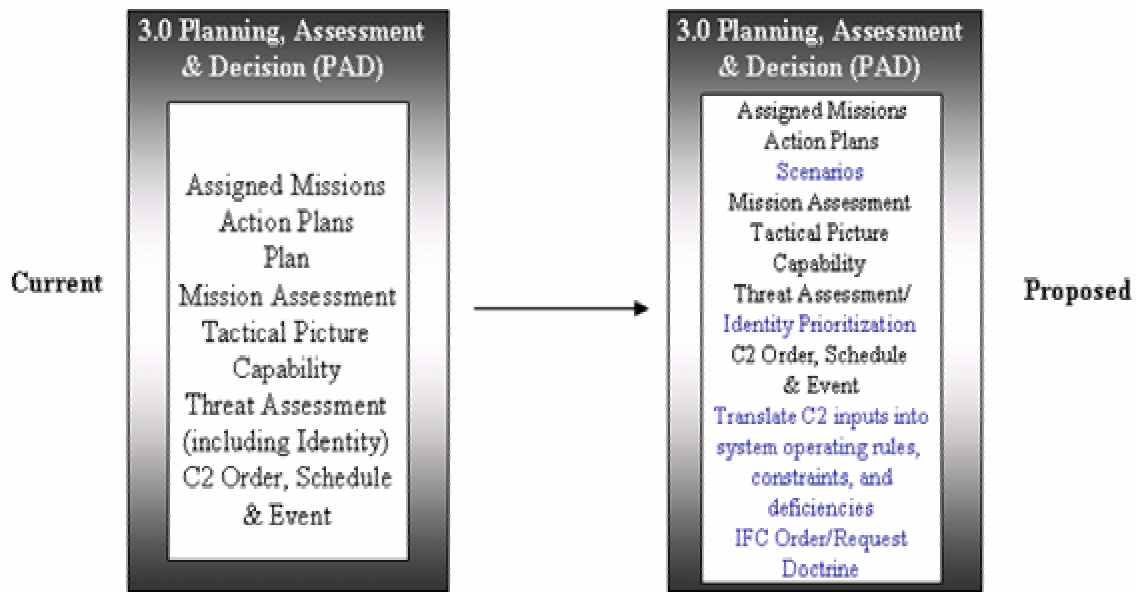 Current
3.0 Planning, Assessment
& Decision (PAD)
Assigned Missions
Action Plans
Plan
Mission Assessment
Tactical Picture
Capability
Threat Assessment
(including Identity)
C2 Order, Schedule
& Event
3.0 Planning, Assessment
& Decision (PAD)
Assigned Missions
Action Plans
Scenarios
Mission Assessment
Tactical Picture
Capability
Threat Assessment/
Identity Prioritization
C2 Order, Schedule
& Event
Translate C2 inputs into
system operating rules,
constraints, and
deficiencies
IFC Order/Request
Doctrine
Proposed